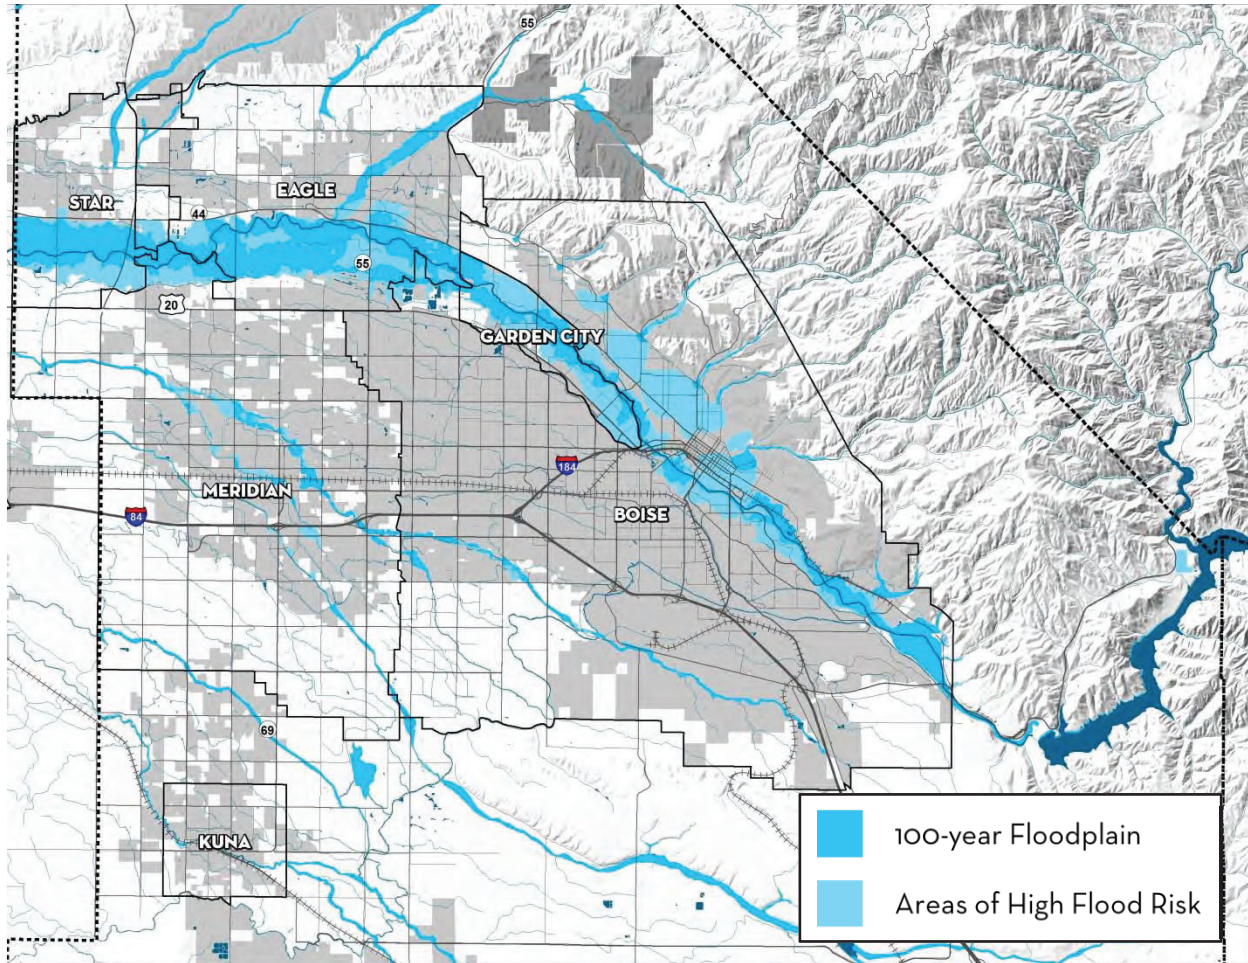 55
STAR
EAGLE
44
55
20
GARDEN CITY
184
MERIDIAN
84
BOISE
69
KUNA
100-year Floodplain
Areas of High Flood Risk